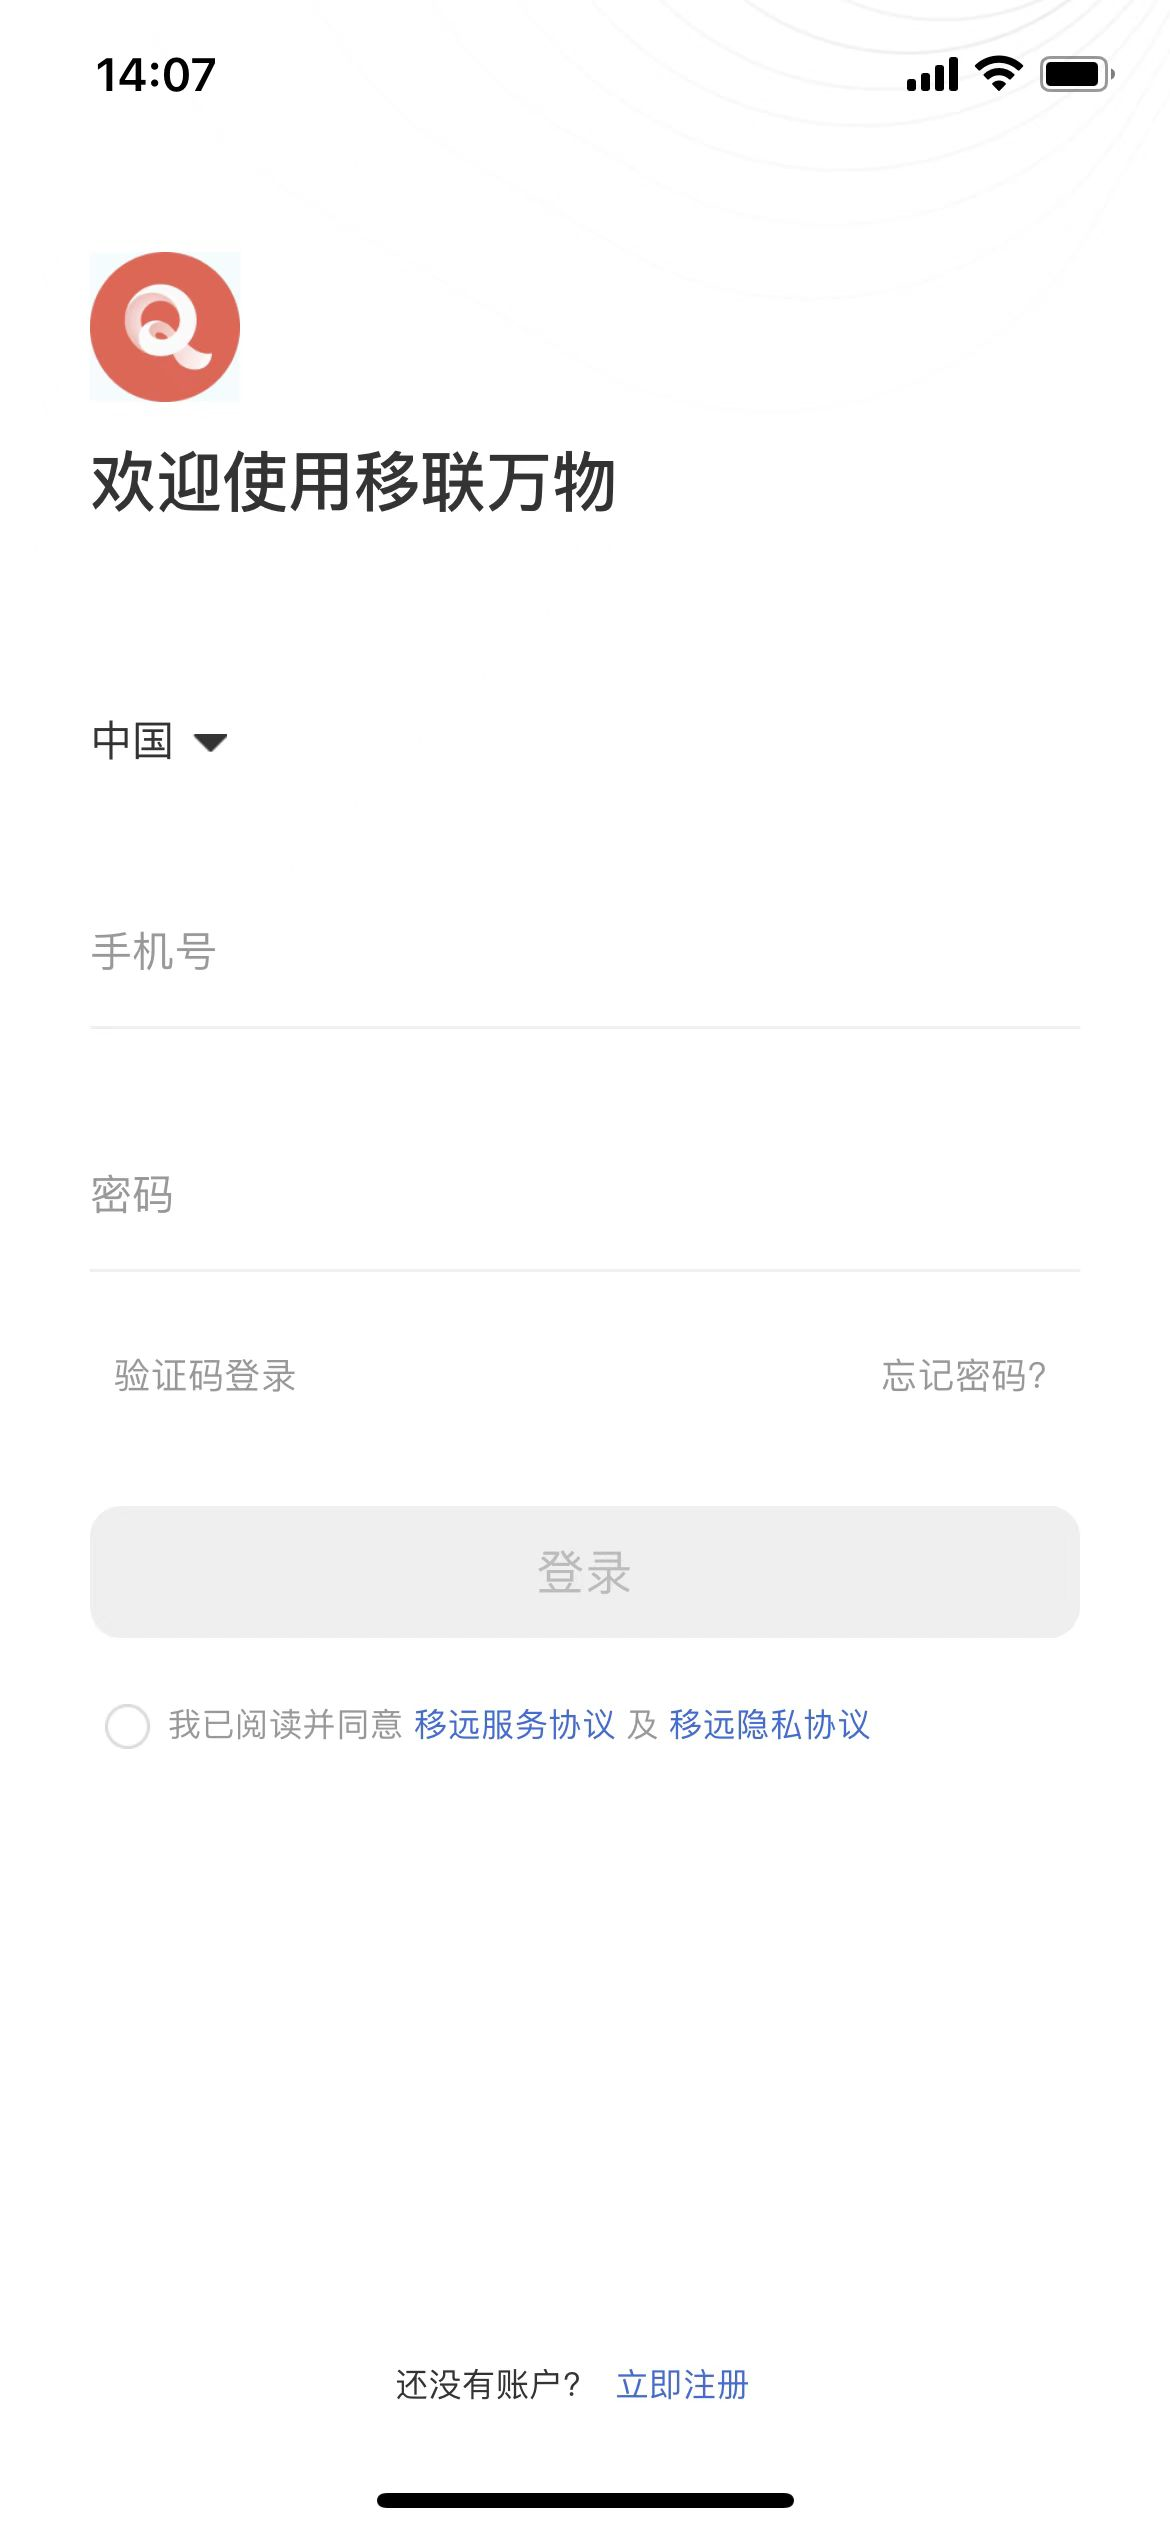 14:07
欢迎使用移联万物
中国
手机号
密码
验证码登录 忘记密码?
登录
我已阅读并同意 移远服务协议 及 移远隐私协议
还没有账户? 立即注册